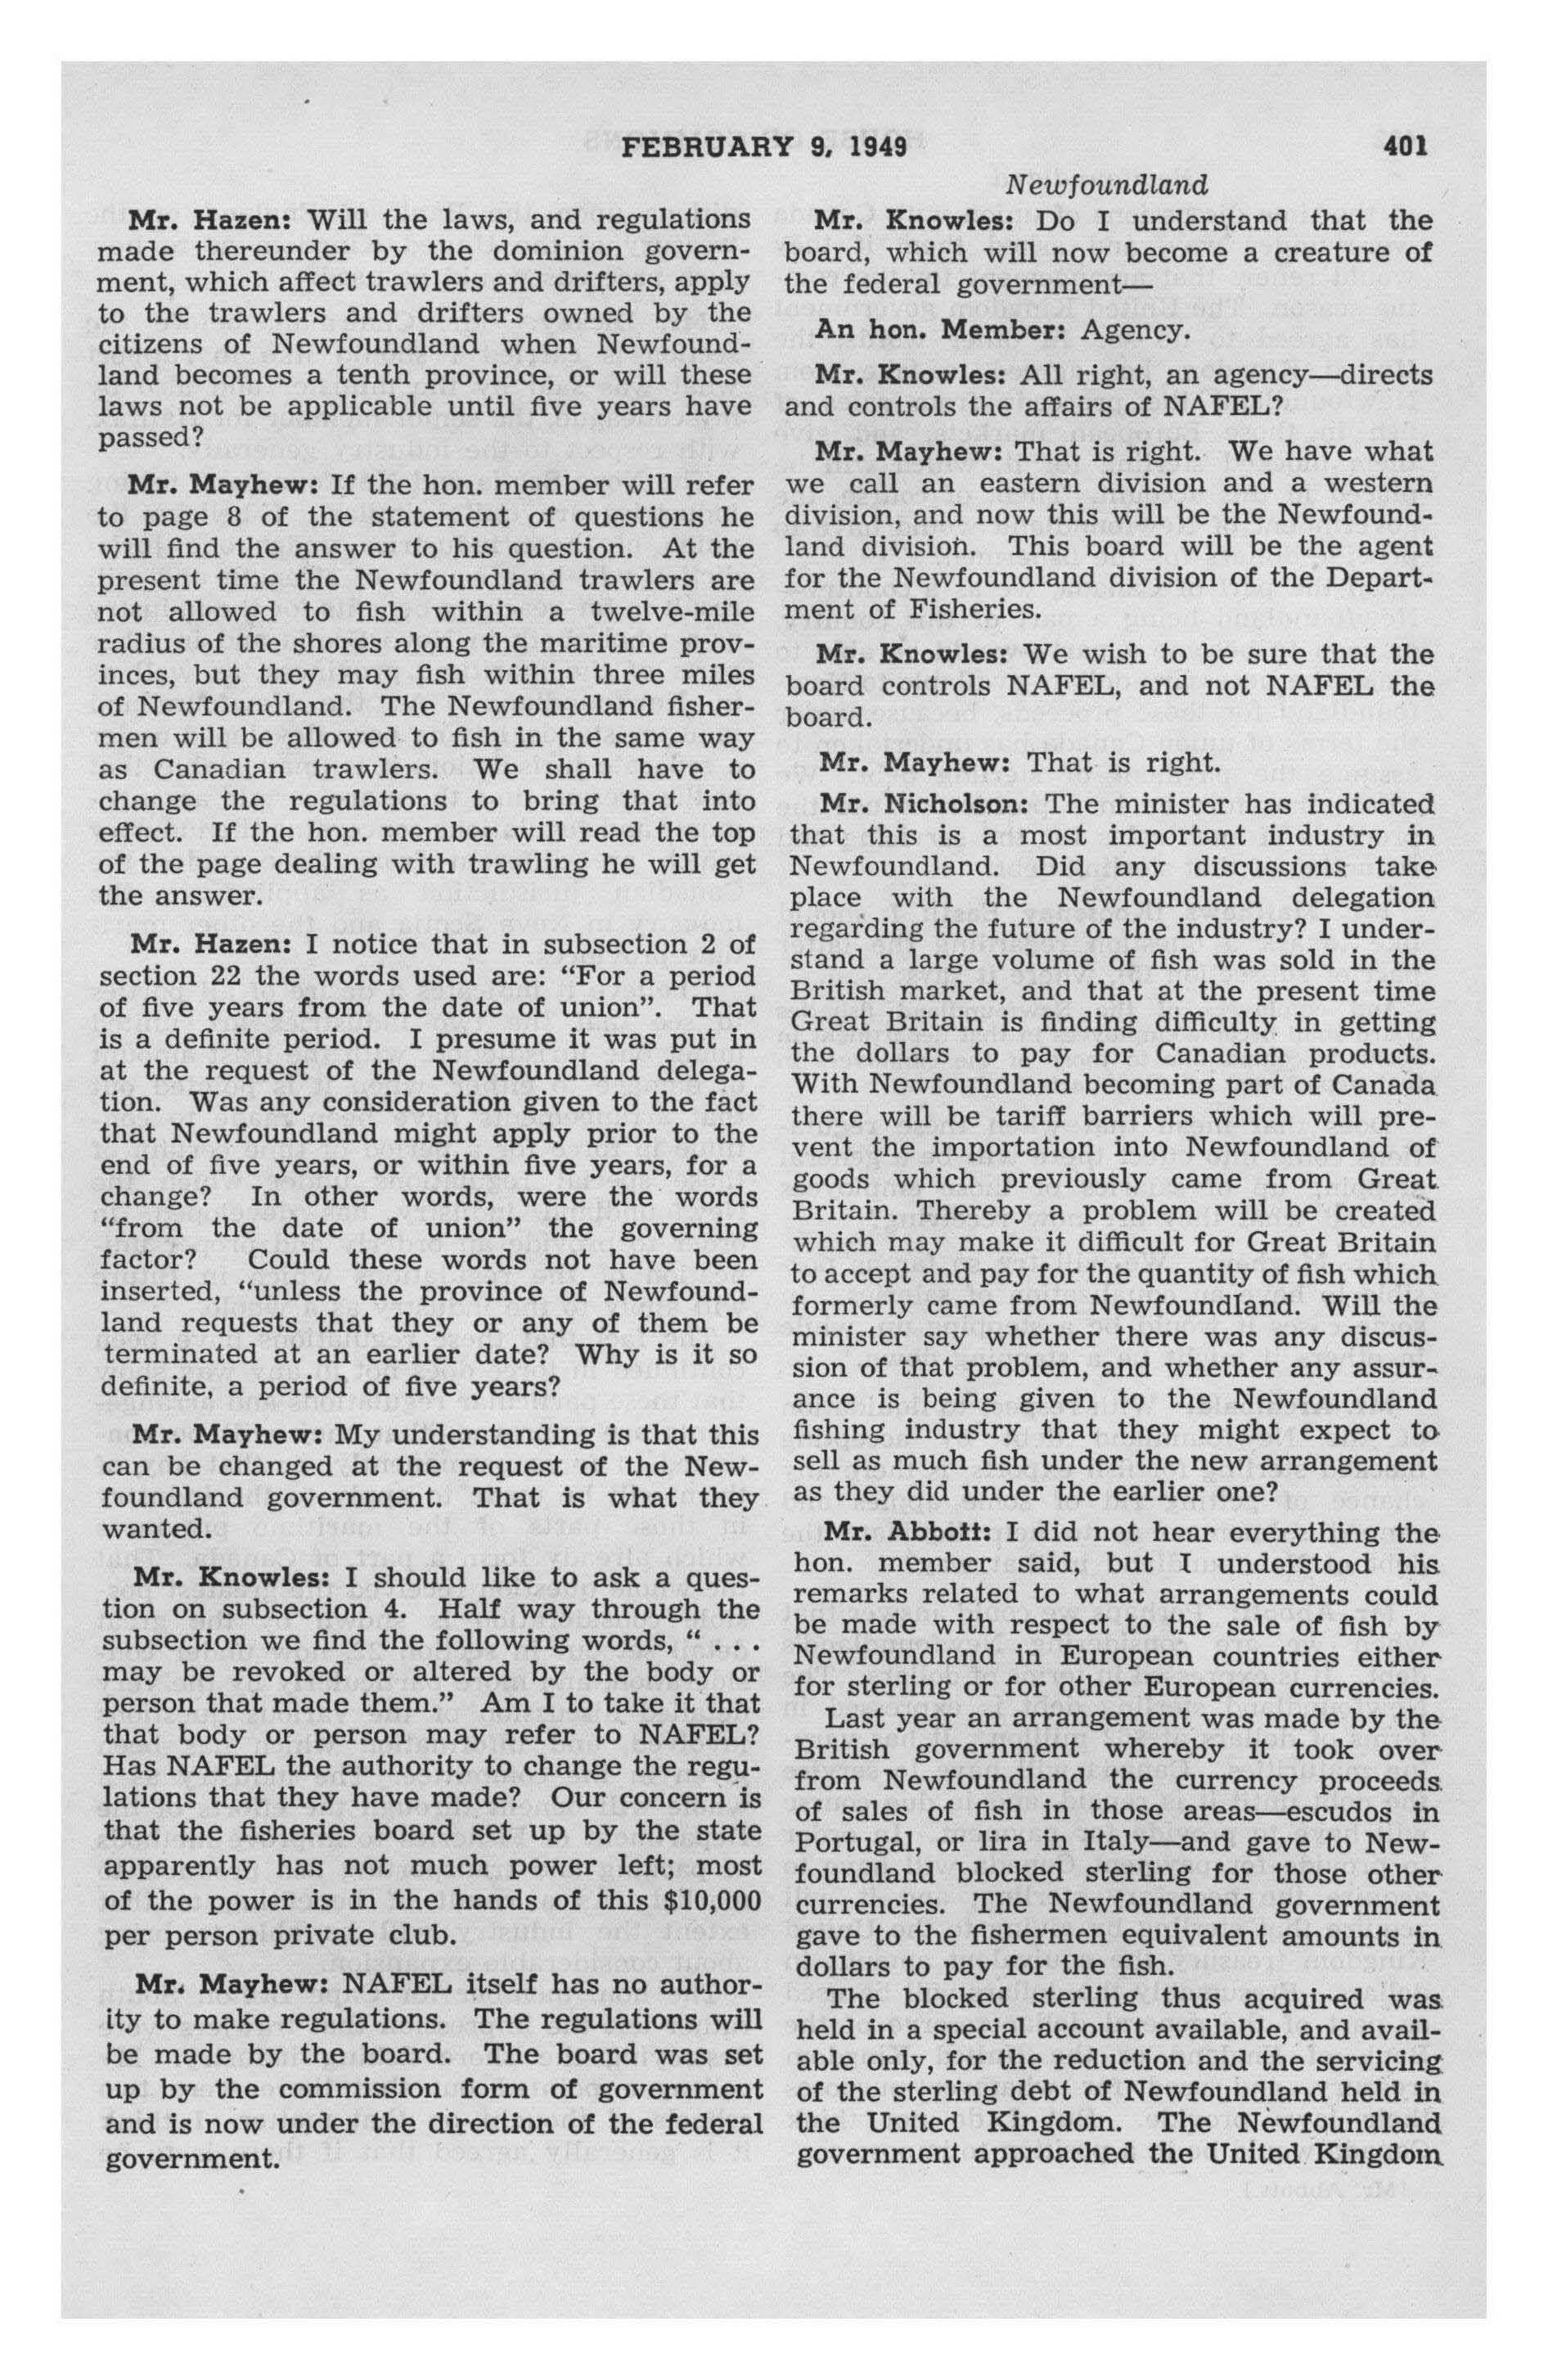 FEBRUARY 9, 1949
401
Newfoundland
Mr. Hazen: Will the laws, and regulations
made thereunder by the dominion govern-
ment, which affect trawlers and drifters, apply
to the trawlers and drifters owned by the
citizens of Newfoundland when Newfound-
land becomes a tenth province, or will these
laws not be applicable until five years have
passed?
Mr. Mayhew: If the hon. member will refer
to page 8 of the statement of questions he
will find the answer to his question. At the
present time the Newfoundland trawlers are
not allowed to fish within a twelve-mile
radius of the shores along the maritime prov-
inces, but they may fish within three miles
of Newfoundland. The Newfoundland fisher-
men will be allowed to fish in the same way
as Canadian trawlers. We shall have to
change the regulations to bring that into
effect. If the hon. member will read the top
of the page dealing with trawling he will get
the answer.
Mr. Hazen: I notice that in subsection 2 of
section 22 the words used are: “For a period
of five years from the date of union”. That
is a definite period. I presume it was put in
at the request of the Newfoundland delega-
tion. Was any consideration given to the fact
that Newfoundland might apply prior to the
end of five years, or within five years, for a
change? In other words, were the words
“from the date of union” the governing
factor? Could these words not have been
inserted, “unless the province of Newfound-
land requests that they or any of them be
terminated at an earlier date? Why is it so
definite, a period of five years?
Mr. Mayhew: My understanding is that this
can be changed at the request of the New-
foundland government. That is what they
wanted.
Mr. Knowles: I should like to ask a ques-
tion on subsection 4. Half way through the
subsection we find the following words, “ . . .
may be revoked or altered by the body or
person that made them.” Am I to take it that
that body or person may refer to NAFEL?
Has NAFEL the authority to change the regu-
lations that they have made? Our concern is
that the fisheries board set up by the state
apparently has not much power left; most
of the power is in the hands of this $10,000
per person private club.
Mr. Mayhew: NAFEL itself has no author-
ity to make regulations. The regulations will
be made by the board. The board was set
up by the commission form of government
and is now under the direction of the federal
government.
Mr. Knowles: Do I understand that the
board, which will now become a creature of
the federal government—
An hon. Member: Agency.
Mr. Knowles: All right, an agency—directs
and controls the affairs of NAFEL?
Mr. Mayhew: That is right. We have what
we call an eastern division and a western
division, and now this will be the Newfound-
land division. This board will be the agent
for the Newfoundland division of the Depart-
ment of Fisheries.
Mr. Knowles: We wish to be sure that the
board controls NAFEL, and not NAFEL the
board.
Mr. Mayhew: That is right.
Mr. Nicholson: The minister has indicated
that this is a most important industry in
Newfoundland. Did any discussions take
place with the Newfoundland delegation
regarding the future of the industry? I under-
stand a large volume of fish was sold in the
British market, and that at the present time
Great Britain is finding difficulty in getting
the dollars to pay for Canadian products.
With Newfoundland becoming part of Canada
there will be tariff barriers which will pre-
vent the importation into Newfoundland of
goods which previously came from Great
Britain. Thereby a problem will be created
which may make it difficult for Great Britain
to accept and pay for the quantity of fish which
formerly came from Newfoundland. Will the
minister say whether there was any discus-
sion of that problem, and whether any assur-
ance is being given to the Newfoundland
fishing industry that they might expect to
sell as much fish under the new arrangement
as they did under the earlier one?
Mr. Abbott: I did not hear everything the
hon. member said, but I understood his
remarks related to what arrangements could
be made with respect to the sale of fish by
Newfoundland in European countries either
for sterling or for other European currencies.
Last year an arrangement was made by the
British government whereby it took over
from Newfoundland the currency proceeds
of sales of fish in those areas—escudos in
Portugal, or lira in Italy—and gave to New-
foundland blocked sterling for those other
currencies. The Newfoundland government
gave to the fishermen equivalent amounts in
dollars to pay for the fish.
The blocked sterling thus acquired was
held in a special account available, and avail-
able only, for the reduction and the servicing
of the sterling debt of Newfoundland held in
the United Kingdom. The Newfoundland
government approached the United Kingdom